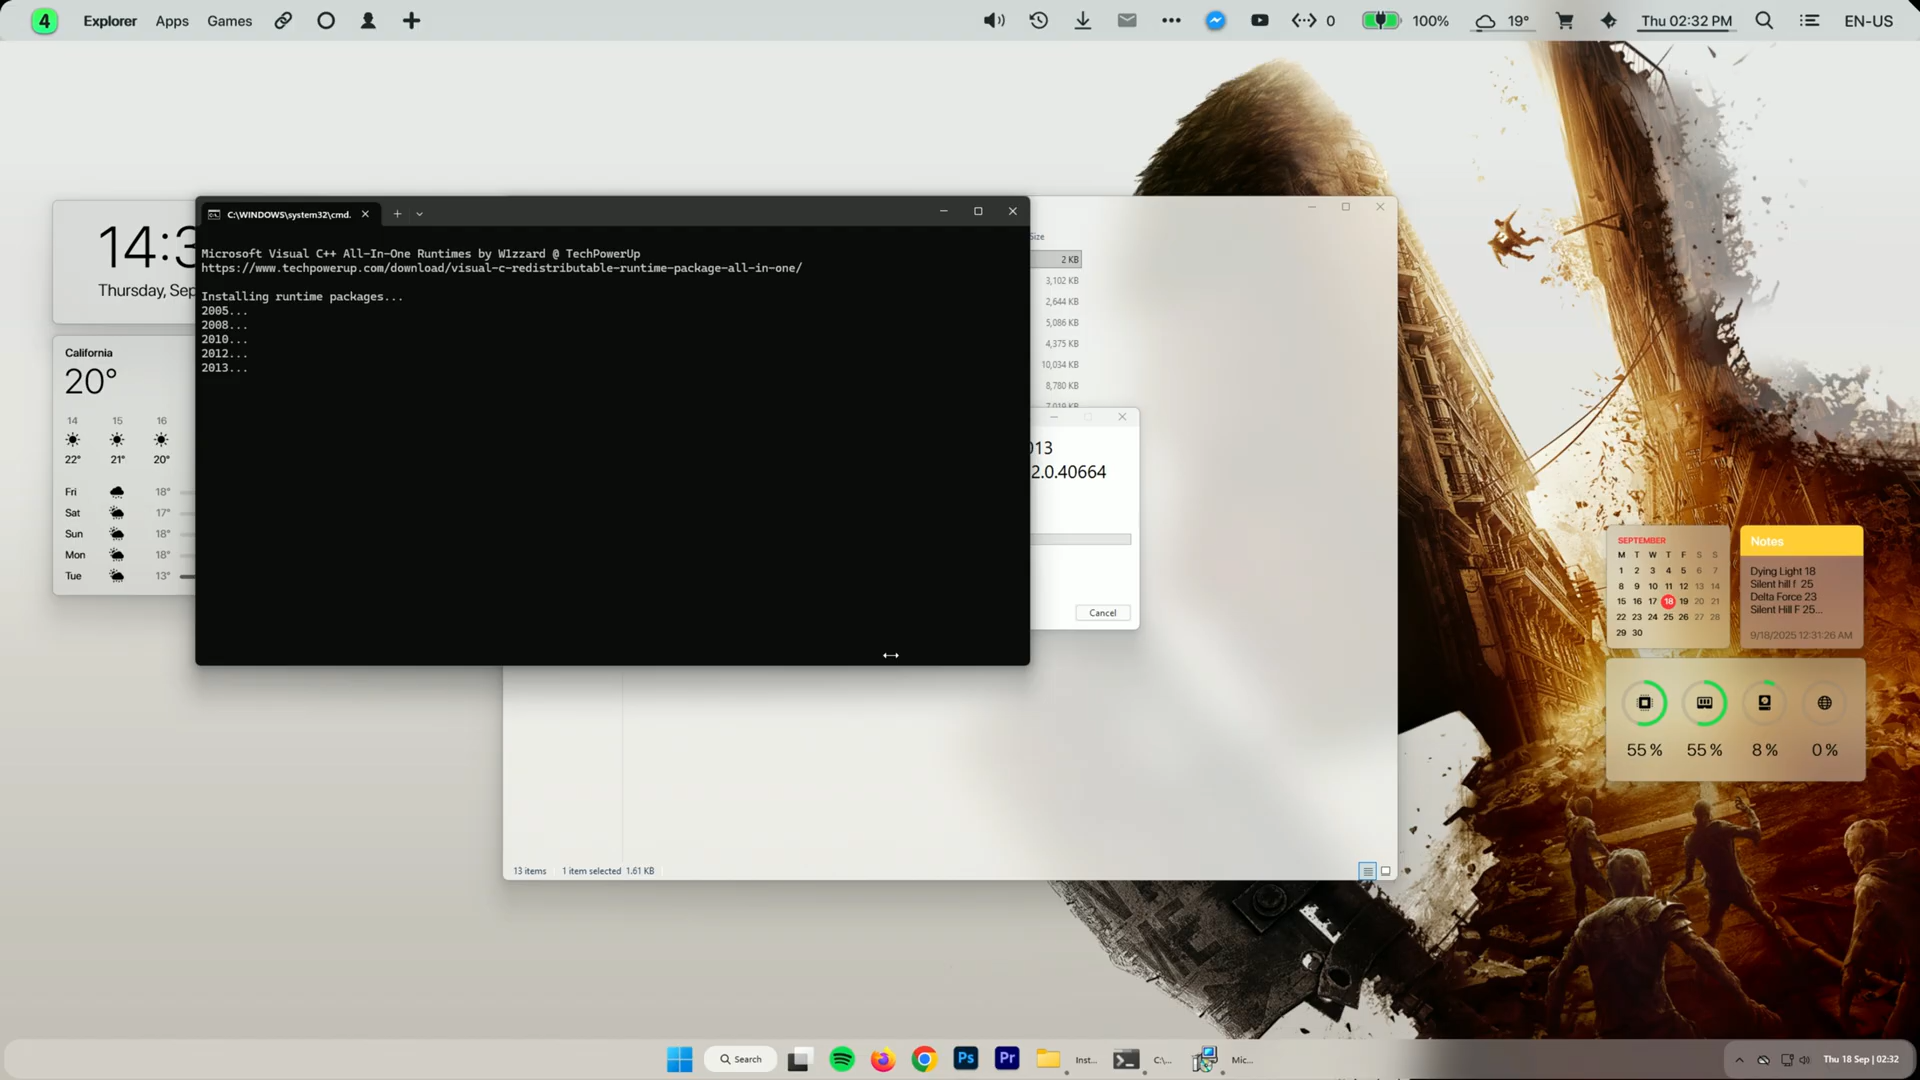 4 Explorer Apps Games 0 100% 19° Thu 02:32 PM EN-US
14:3
Thursday, Sep
California
20°
14 15 16
22° 21° 20°
Fri 18°
Sat 17°
Sun 18°
Mon 18°
Tue 13°
C:\WINDOWS\system32\cmd.
Microsoft Visual C++ All-In-One Runtimes by W1zzard @ TechPowerUp
https://www.techpowerup.com/download/visual-c-redistributable-runtime-package-all-in-one/
Installing runtime packages...
2005...
2008...
2010...
2012...
2013...
Size
2 KB
3,102 KB
2,644 KB
5,086 KB
4,375 KB
10,034 KB
8,780 KB
7,019 KB
013
2.0.40664
Cancel
13 items 1 item selected 1.61 KB
SEPTEMBER
M T W T F S S
1 2 3 4 5 6 7
8 9 10 11 12 13 14
15 16 17 18 19 20 21
22 23 24 25 26 27 28
29 30
Notes
Dying Light 18
Silent hill f 25
Delta Force 23
Silent Hill F 25...
9/18/2025 12:31:26 AM
55% 55% 8% 0%
Search Ps Pr Inst... C:\... Mic...
Thu 18 Sep | 02:32